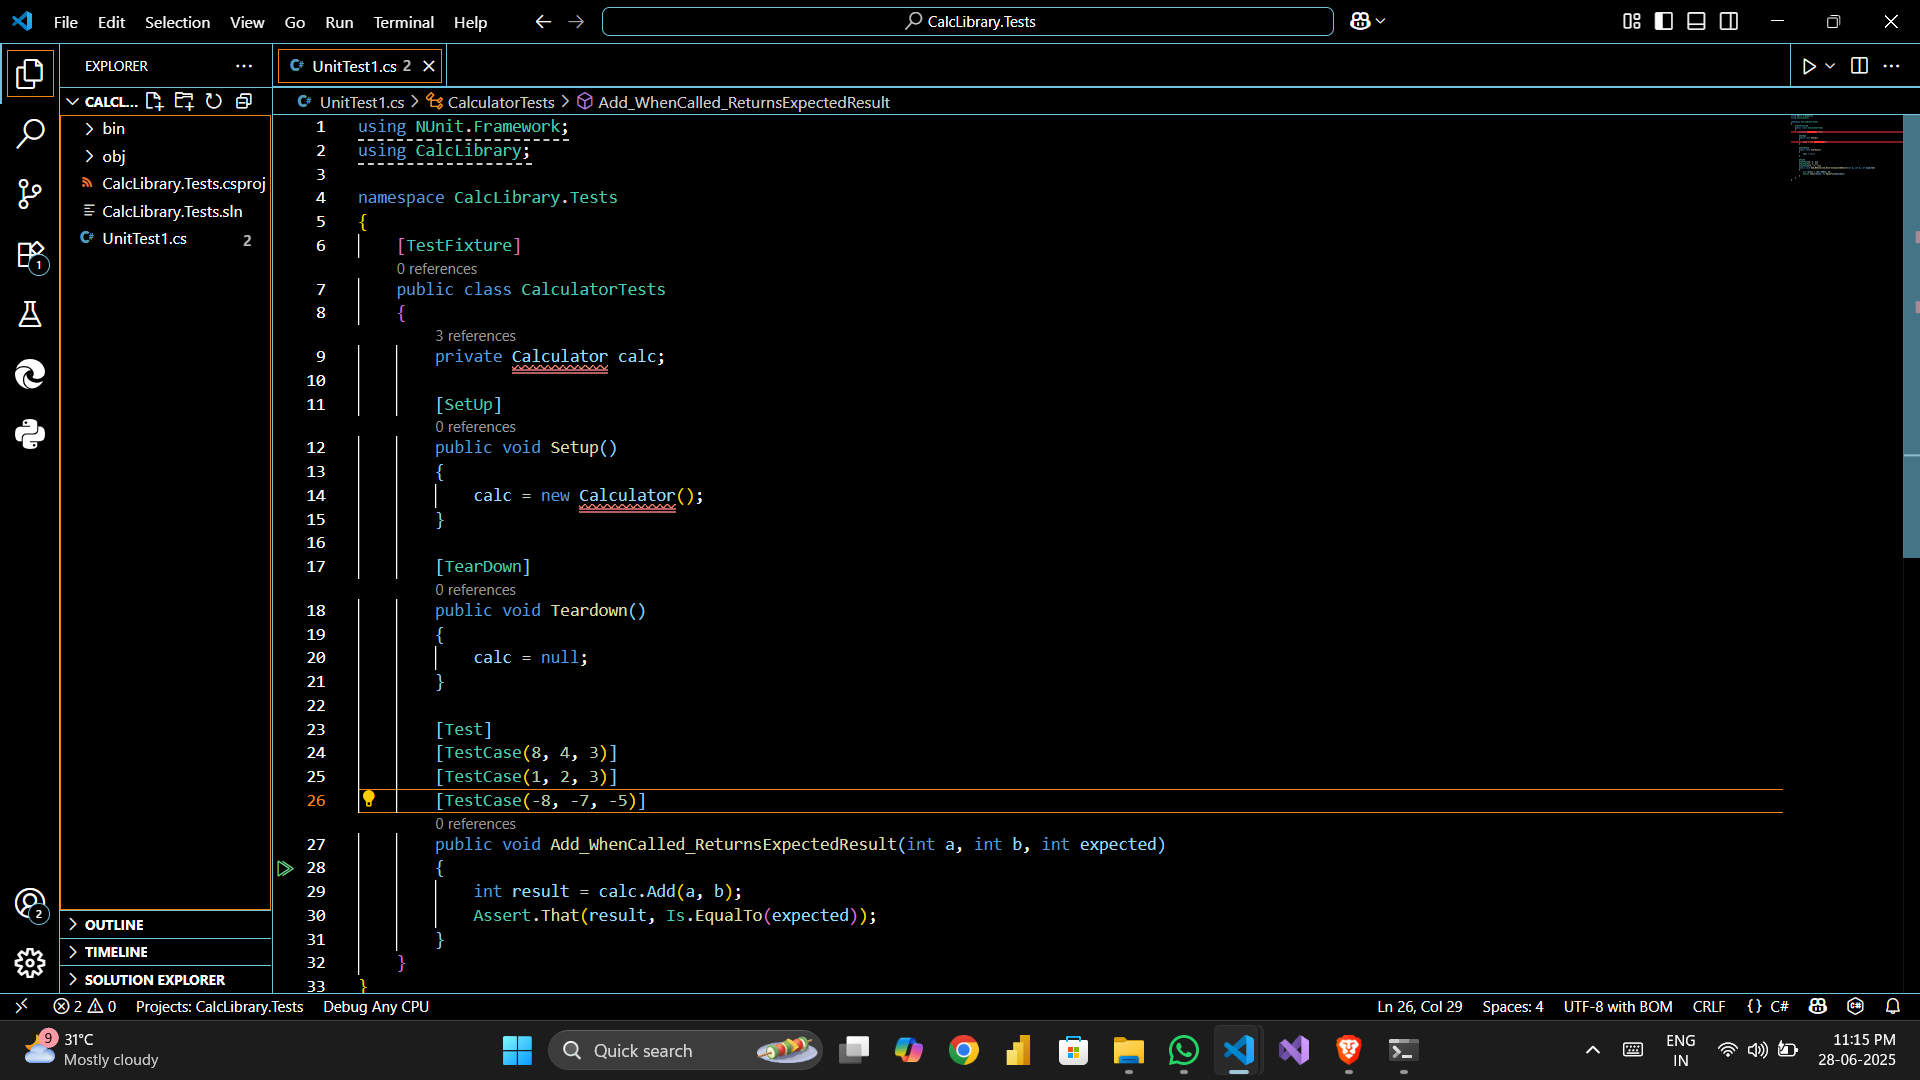 File Edit Selection View Go Run Terminal Help
CalcLibrary.Tests
EXPLORER
UnitTest1.cs 2
CALCL...
UnitTest1.cs > CalculatorTests > Add_WhenCalled_ReturnsExpectedResult
bin
obj
CalcLibrary.Tests.csproj
CalcLibrary.Tests.sln
UnitTest1.cs 2
1
2
1 using NUnit.Framework;
2 using CalcLibrary;
3
4 namespace CalcLibrary.Tests
5 {
6 [TestFixture]
0 references
7 public class CalculatorTests
8 {
3 references
9 private Calculator calc;
10
11 [SetUp]
0 references
12 public void Setup()
13 {
14 calc = new Calculator();
15 }
16
17 [TearDown]
0 references
18 public void Teardown()
19 {
20 calc = null;
21 }
22
23 [Test]
24 [TestCase(8, 4, 3)]
25 [TestCase(1, 2, 3)]
26 [TestCase(-8, -7, -5)]
0 references
27 public void Add_WhenCalled_ReturnsExpectedResult(int a, int b, int expected)
28 {
29 int result = calc.Add(a, b);
30 Assert.That(result, Is.EqualTo(expected));
31 }
32 }
33 }
OUTLINE
TIMELINE
SOLUTION EXPLORER
2 0 Projects: CalcLibrary.Tests Debug Any CPU
Ln 26, Col 29 Spaces: 4 UTF-8 with BOM CRLF {} C#
9
31°C
Mostly cloudy
Quick search
ENG
IN
11:15 PM
28-06-2025